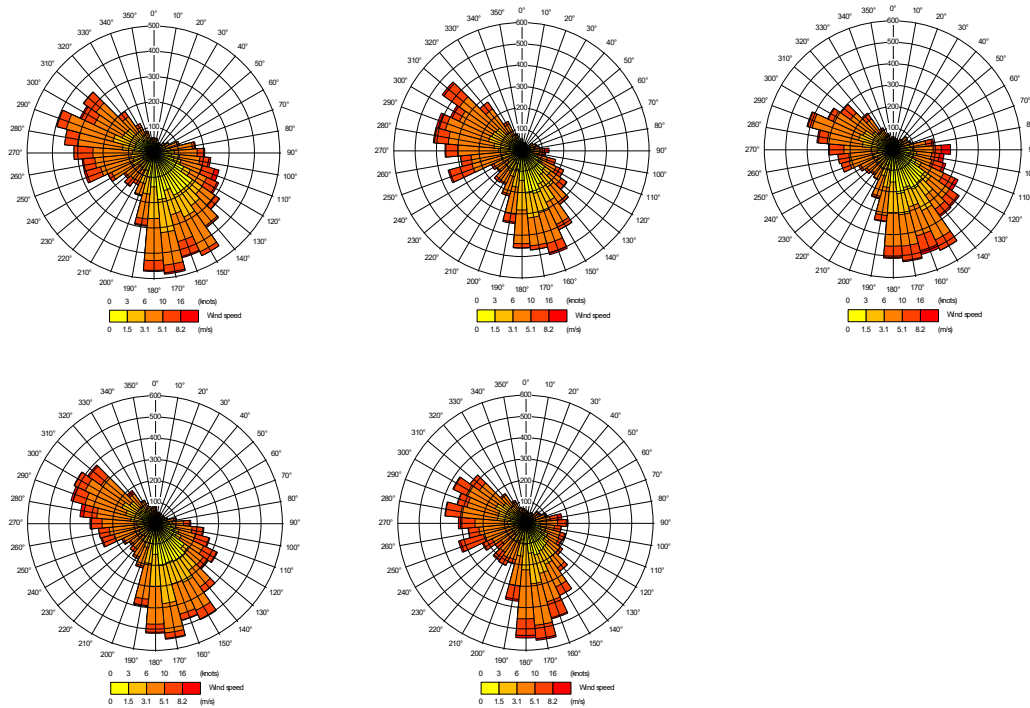 0°
350° 10°
340° 500 20°
330° 30°
320° 400 40°
310° 50°
300° 300 60°
290° 200 70°
280° 100 80°
270° 90°
260° 100°
250° 110°
240° 120°
230° 130°
220° 140°
210° 150°
200° 160°
190° 170°
180°
0 3 6 10 16 (knots)
Wind speed
0 1.5 3.1 5.1 8.2 (m/s)
0°
350° 10°
340° 600 20°
330° 500 30°
320° 40°
310° 400 50°
300° 300 60°
290° 200 70°
280° 100 80°
270° 90°
260° 100°
250° 110°
240° 120°
230° 130°
220° 140°
210° 150°
200° 160°
190° 170°
180°
0 3 6 10 16 (knots)
Wind speed
0 1.5 3.1 5.1 8.2 (m/s)
0°
350° 10°
340° 600 20°
330° 500 30°
320° 40°
310° 400 50°
300° 300 60°
290° 200 70°
280° 100 80°
270° 90°
260° 100°
250° 110°
240° 120°
230° 130°
220° 140°
210° 150°
200° 160°
190° 170°
180°
0 3 6 10 16 (knots)
Wind speed
0 1.5 3.1 5.1 8.2 (m/s)
0°
350° 10°
340° 600 20°
330° 500 30°
320° 40°
310° 400 50°
300° 300 60°
290° 200 70°
280° 100 80°
270° 90°
260° 100°
250° 110°
240° 120°
230° 130°
220° 140°
210° 150°
200° 160°
190° 170°
180°
0 3 6 10 16 (knots)
Wind speed
0 1.5 3.1 5.1 8.2 (m/s)
0°
350° 10°
340° 600 20°
330° 500 30°
320° 40°
310° 400 50°
300° 300 60°
290° 200 70°
280° 100 80°
270° 90°
260° 100°
250° 110°
240° 120°
230° 130°
220° 140°
210° 150°
200° 160°
190° 170°
180°
0 3 6 10 16 (knots)
Wind speed
0 1.5 3.1 5.1 8.2 (m/s)